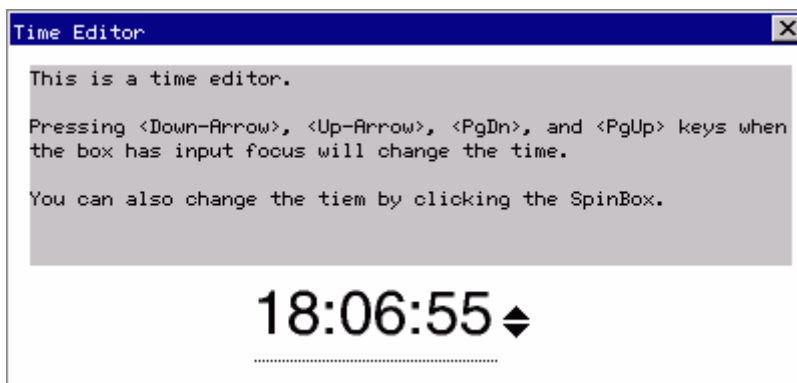 Time Editor
This is a time editor.
Pressing <Down-Arrow>, <Up-Arrow>, <PgDn>, and <PgUp> keys when
the box has input focus will change the time.
You can also change the tiem by clicking the SpinBox.
18:06:55